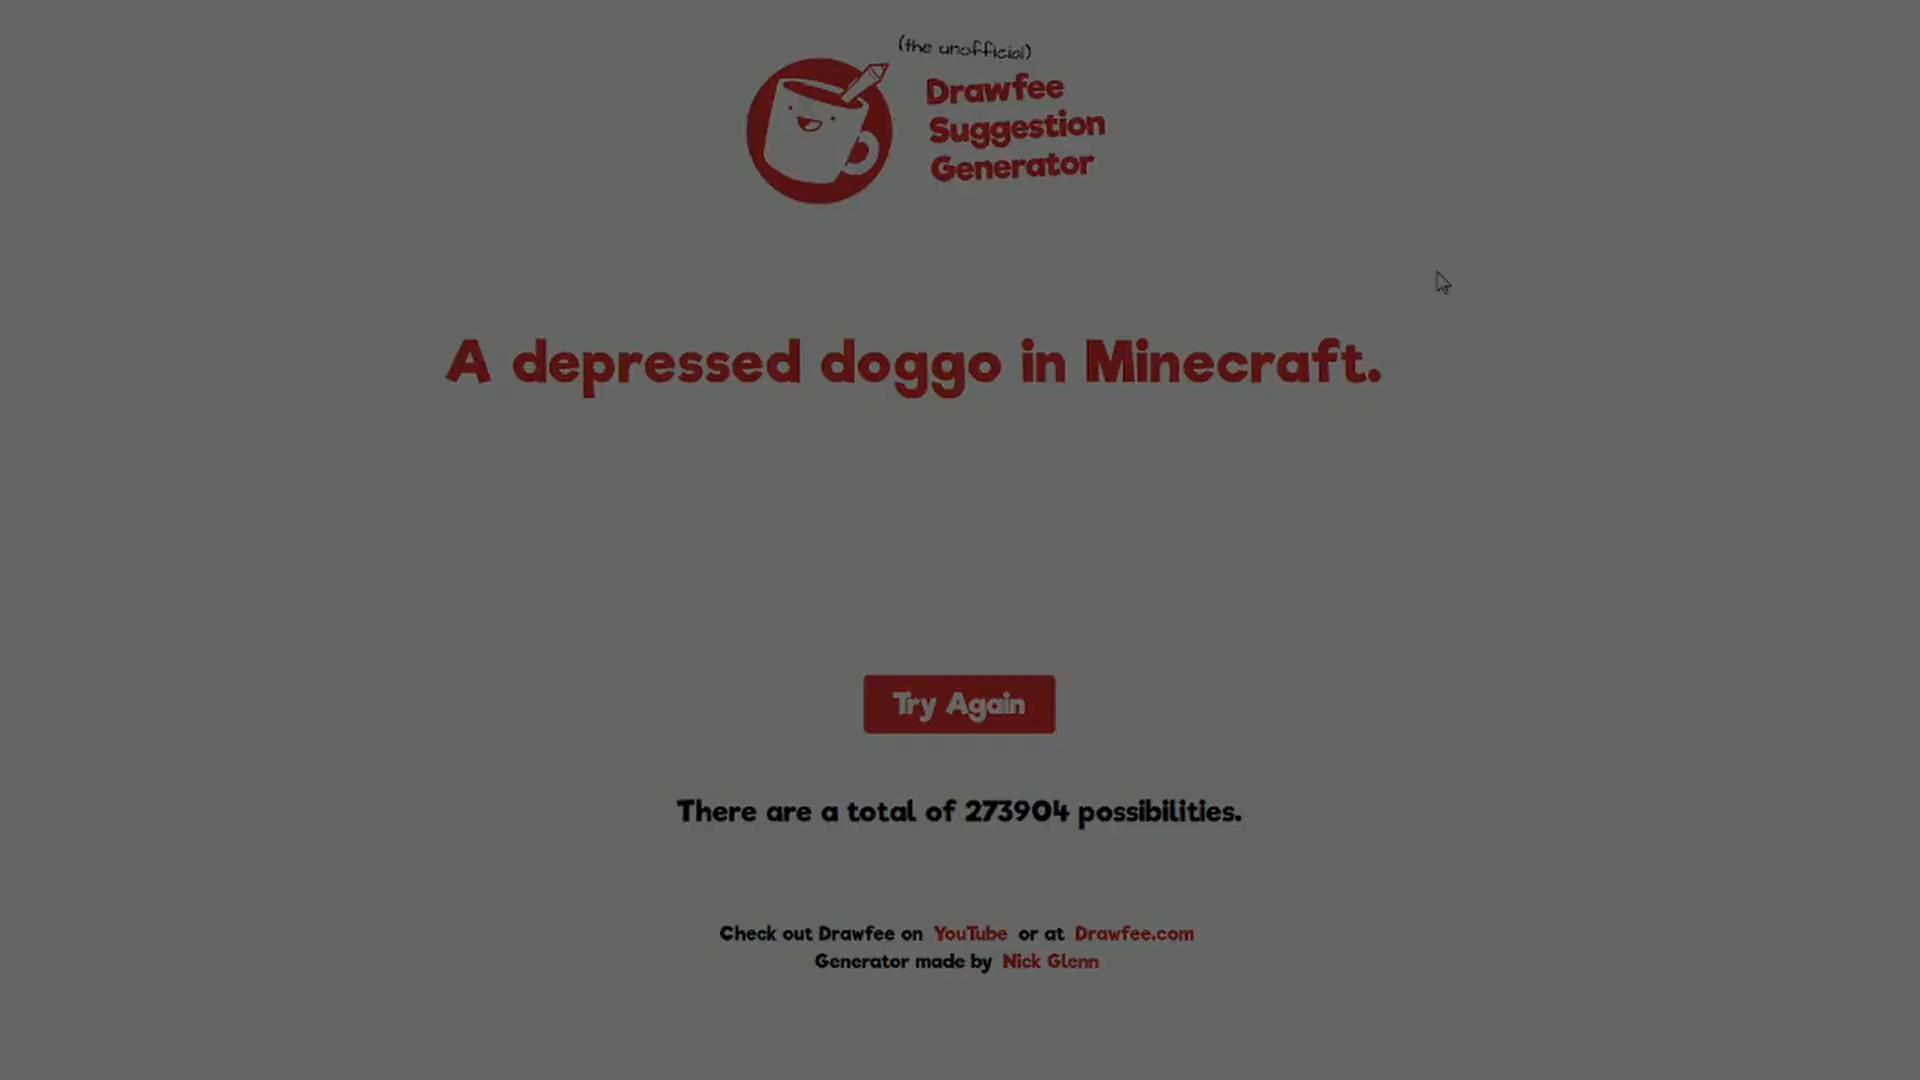 (the unofficial)
Drawfee
Suggestion
Generator
A depressed doggo in Minecraft.
Try Again
There are a total of 273904 possibilities.
Check out Drawfee on YouTube or at Drawfee.com
Generator made by Nick Glenn